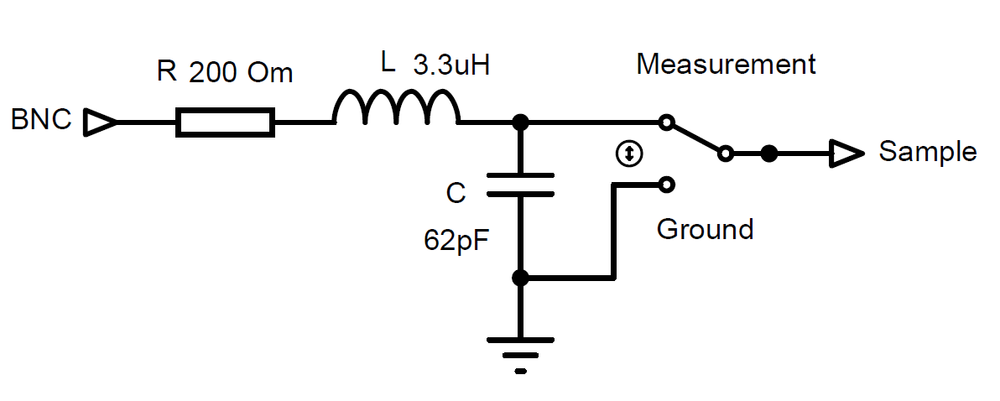 R 200 Om
L 3.3uH
Measurement
BNC
Sample
C
62pF
Ground